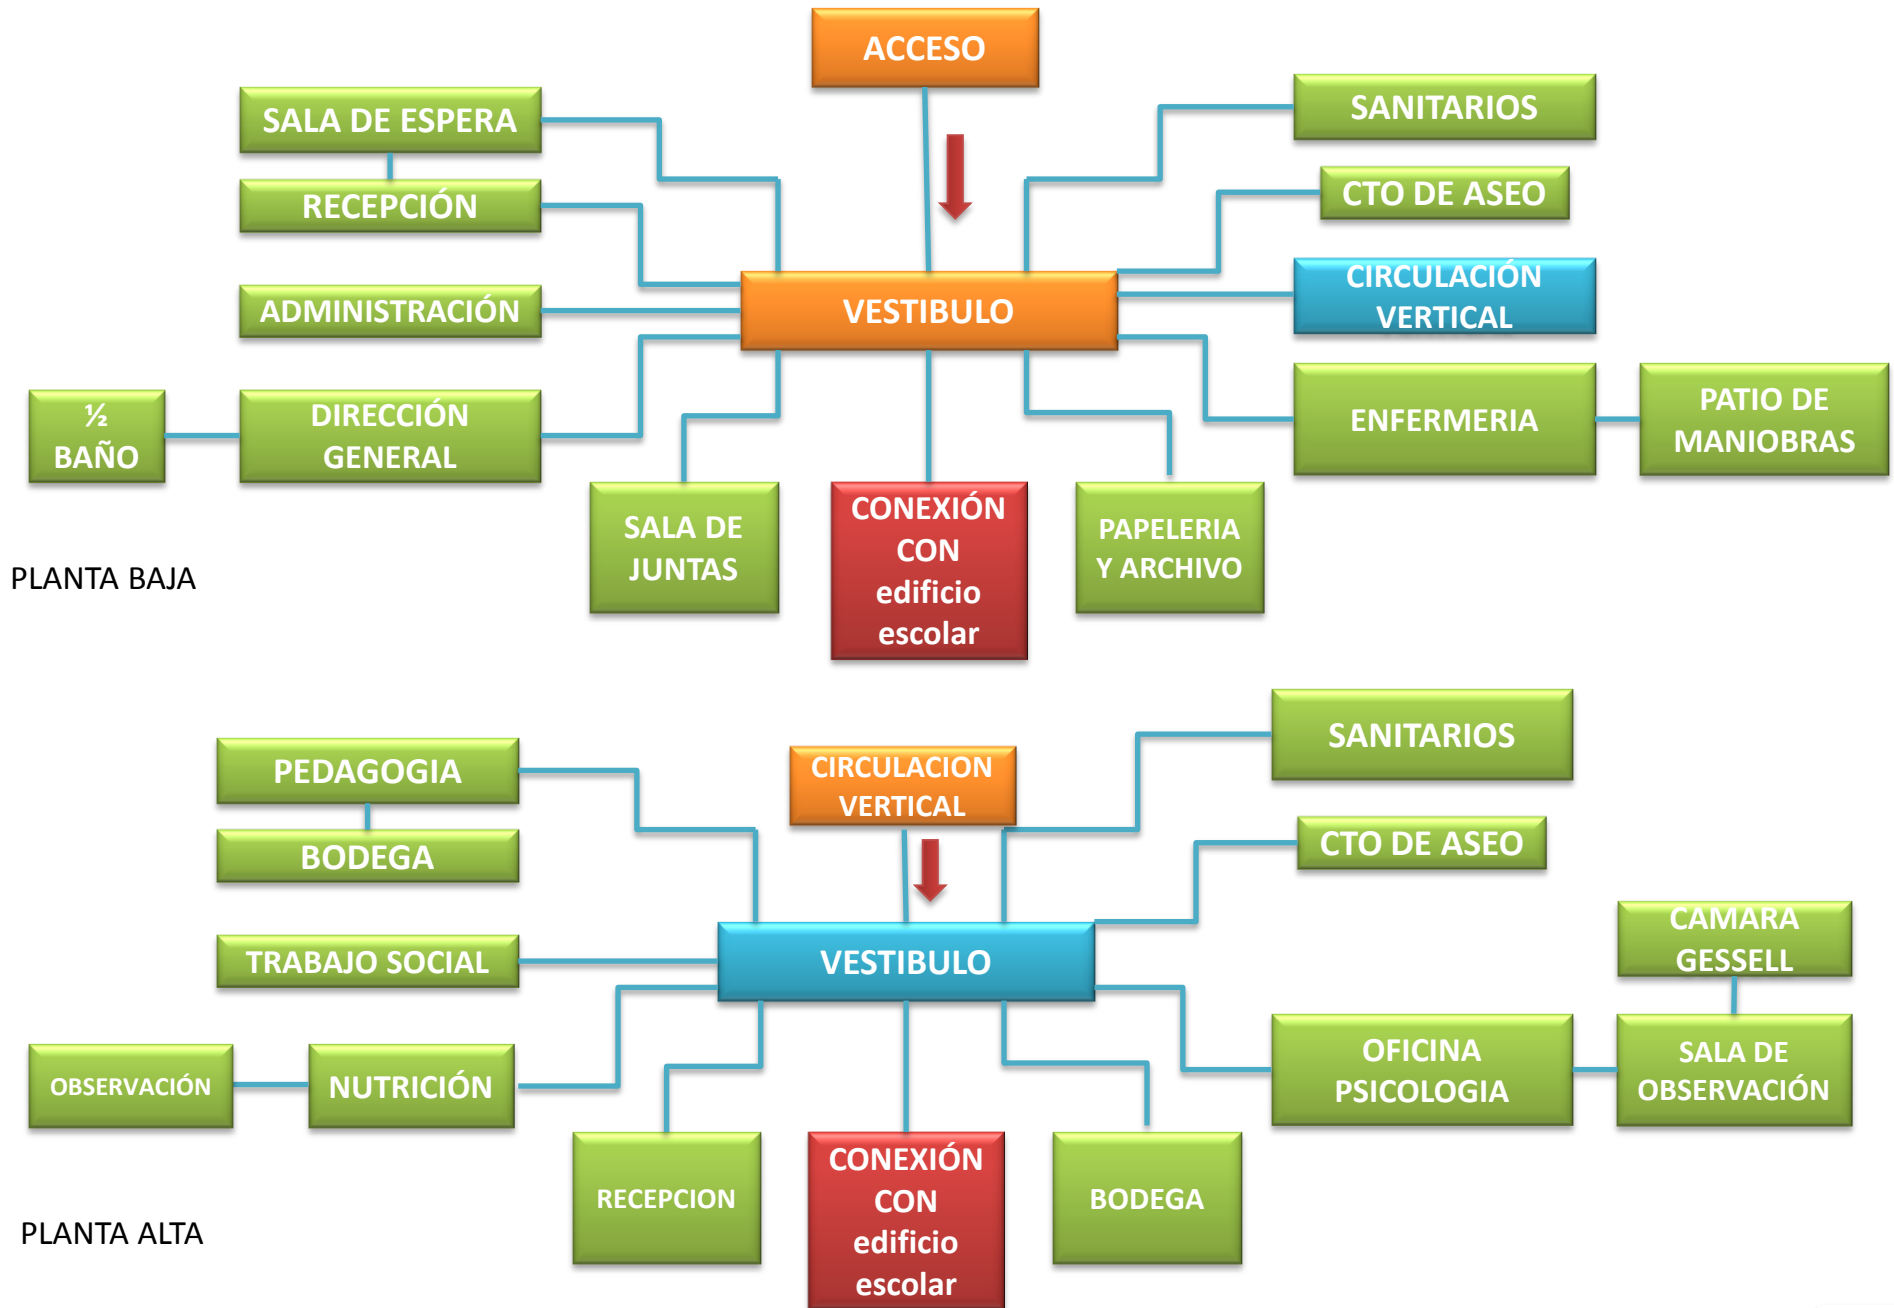 ACCESO
SALA DE ESPERA
SANITARIOS
RECEPCIÓN
CTO DE ASEO
ADMINISTRACIÓN
VESTIBULO
CIRCULACIÓN
VERTICAL
½
BAÑO
DIRECCIÓN
GENERAL
ENFERMERIA
PATIO DE
MANIOBRAS
SALA DE
JUNTAS
CONEXIÓN
CON
edificio
escolar
PAPELERIA
Y ARCHIVO
PLANTA BAJA
PEDAGOGIA
CIRCULACION
VERTICAL
SANITARIOS
BODEGA
CTO DE ASEO
TRABAJO SOCIAL
VESTIBULO
CAMARA
GESSELL
OBSERVACIÓN
NUTRICIÓN
OFICINA
PSICOLOGIA
SALA DE
OBSERVACIÓN
RECEPCION
CONEXIÓN
CON
edificio
escolar
BODEGA
PLANTA ALTA